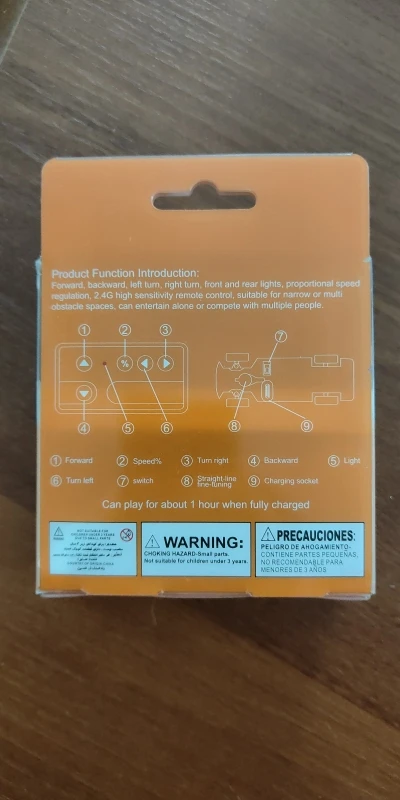 Product Function Introduction:
Forward, backward, left turn, right turn, front and rear lights, proportional speed
regulation, 2.4G high sensitivity remote control, suitable for narrow or multi
obstacle spaces, can entertain alone or compete with multiple people.
① ② ③ ⑦
%
④ ⑤ ⑥ ⑧ ⑨
① Forward ② Speed% ③ Turn right ④ Backward ⑤ Light
⑥ Turn left ⑦ switch ⑧ Straight-line fine-tuning ⑨ Charging socket
Can play for about 1 hour when fully charged
WARNING:
CHOKING HAZARD-Small parts
Not suitable for children under 3 years.
PRECAUCIONES:
PELIGRO DE AHOGAMIENTO-
CONTIENE PARTES PEQUEÑAS,
NO RECOMENDABLE PARA
MENORES DE 3 AÑOS